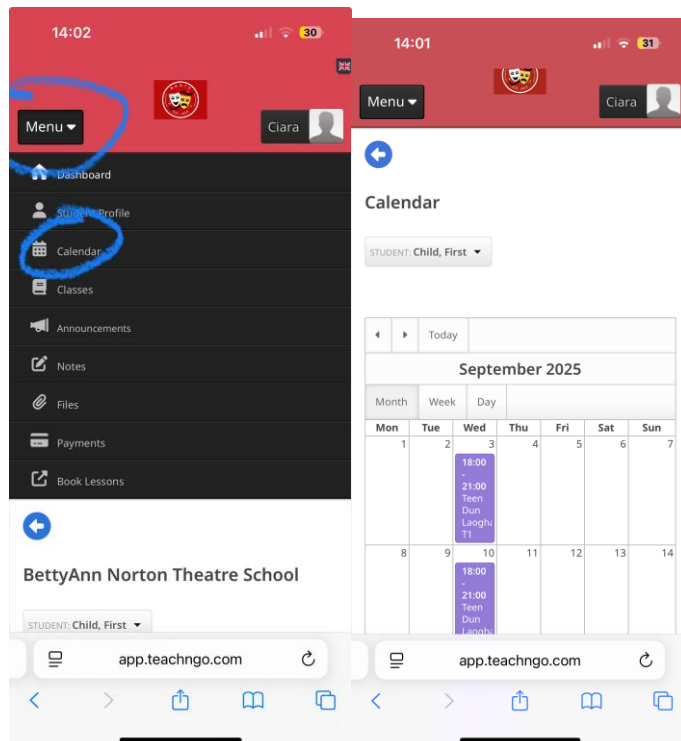 14:02
30
Menu
Ciara
Dashboard
Student Profile
Calendar
Classes
Announcements
Notes
Files
Payments
Book Lessons
BettyAnn Norton Theatre School
STUDENT: Child, First
app.teachngo.com
14:01
31
Menu
Ciara
Calendar
STUDENT: Child, First
Today
September 2025
Month Week Day
Mon Tue Wed Thu Fri Sat Sun
1 2 3 4 5 6 7
18:00
-
21:00
Teen
Dun
Laogha
T1
8 9 10 11 12 13 14
18:00
-
21:00
Teen
Dun
app.teachngo.com